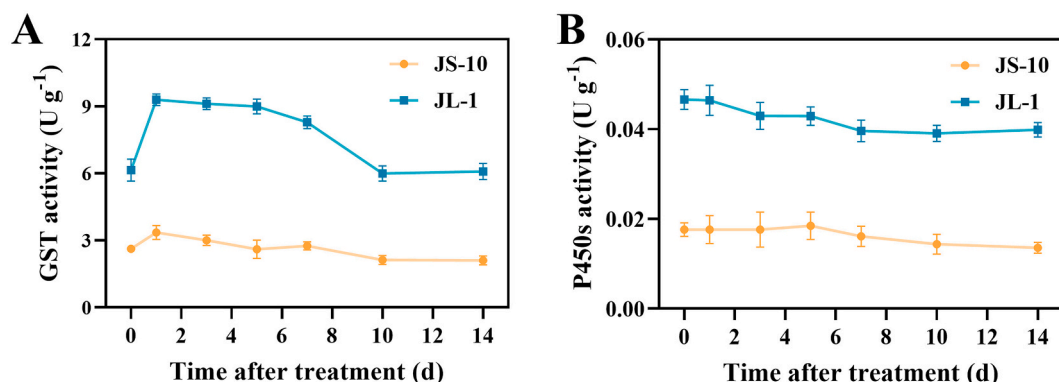 A
GST activity (U g⁻¹)
12
9
6
3
0
JS-10
JL-1
0 2 4 6 8 10 12 14
Time after treatment (d)
B
P450s activity (U g⁻¹)
0.06
0.04
0.02
0.00
JS-10
JL-1
0 2 4 6 8 10 12 14
Time after treatment (d)